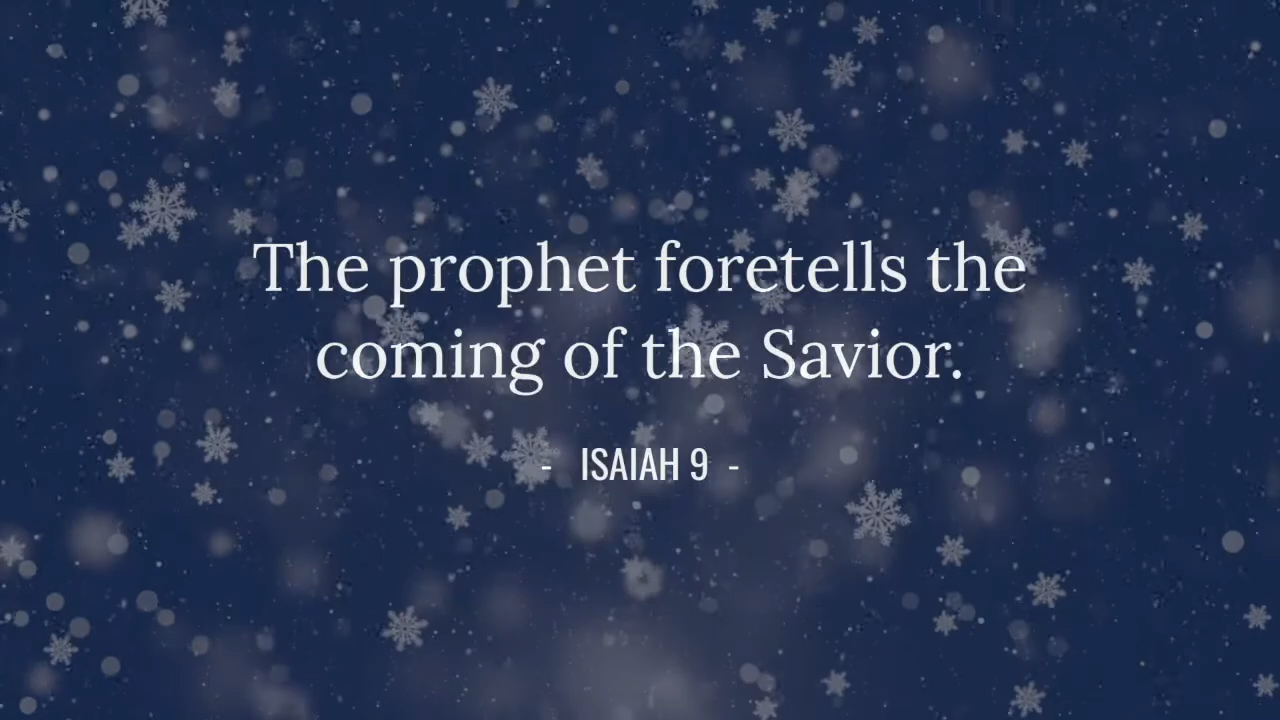 The prophet foretells the
coming of the Savior.
- ISAIAH 9 -